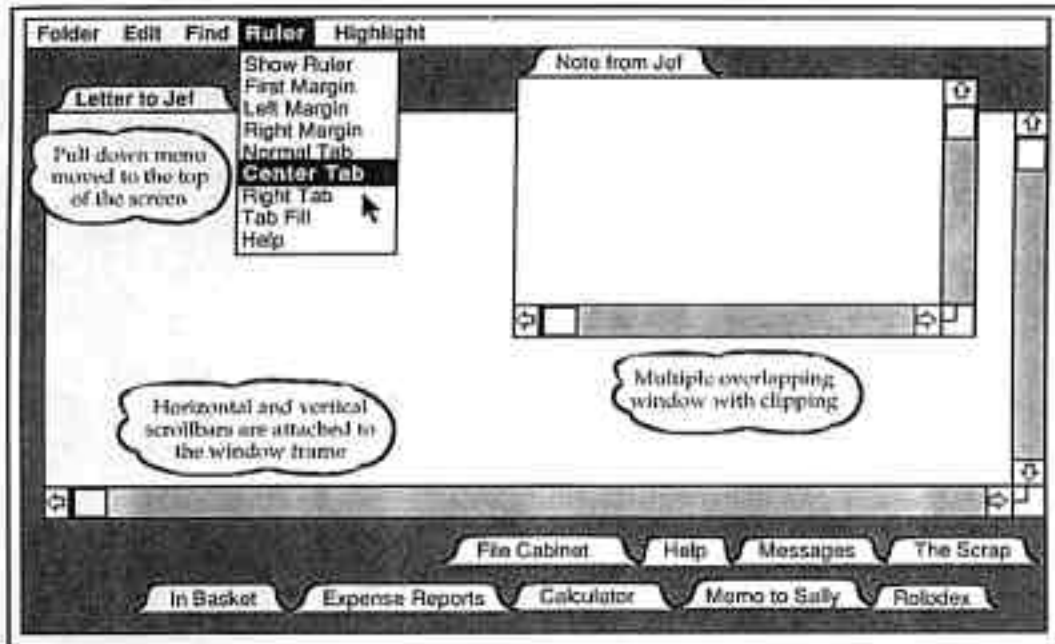 Folder Edit Find Ruler Highlight
Show Ruler
First Margin
Left Margin
Right Margin
Normal Tab
Center Tab
Right Tab
Tab Fill
Help
Note from Jef
Letter to Jef
Pull down menu
moved to the top
of the screen
Horizontal and vertical
scrollbars are attached to
the window frame
Multiple overlapping
window with clipping
File Cabinet Help Messages The Scrap
In Basket Expense Reports Calculator Memo to Sally Rolodex